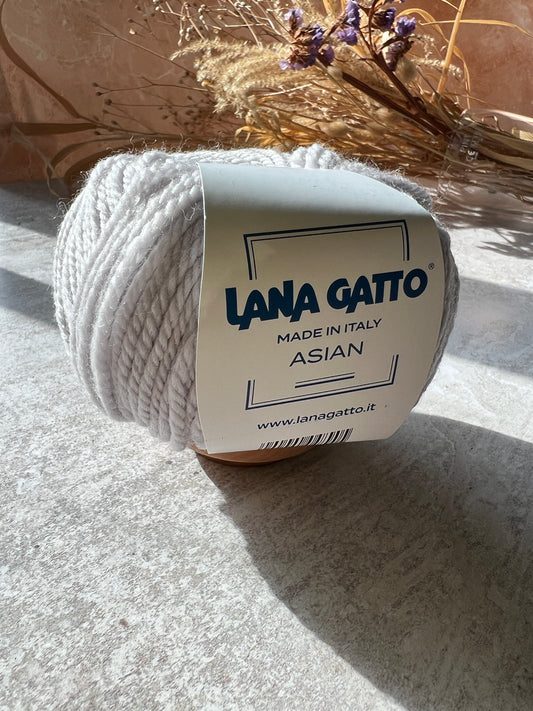 LANA GATTO®
MADE IN ITALY
ASIAN
www.lanagatto.it